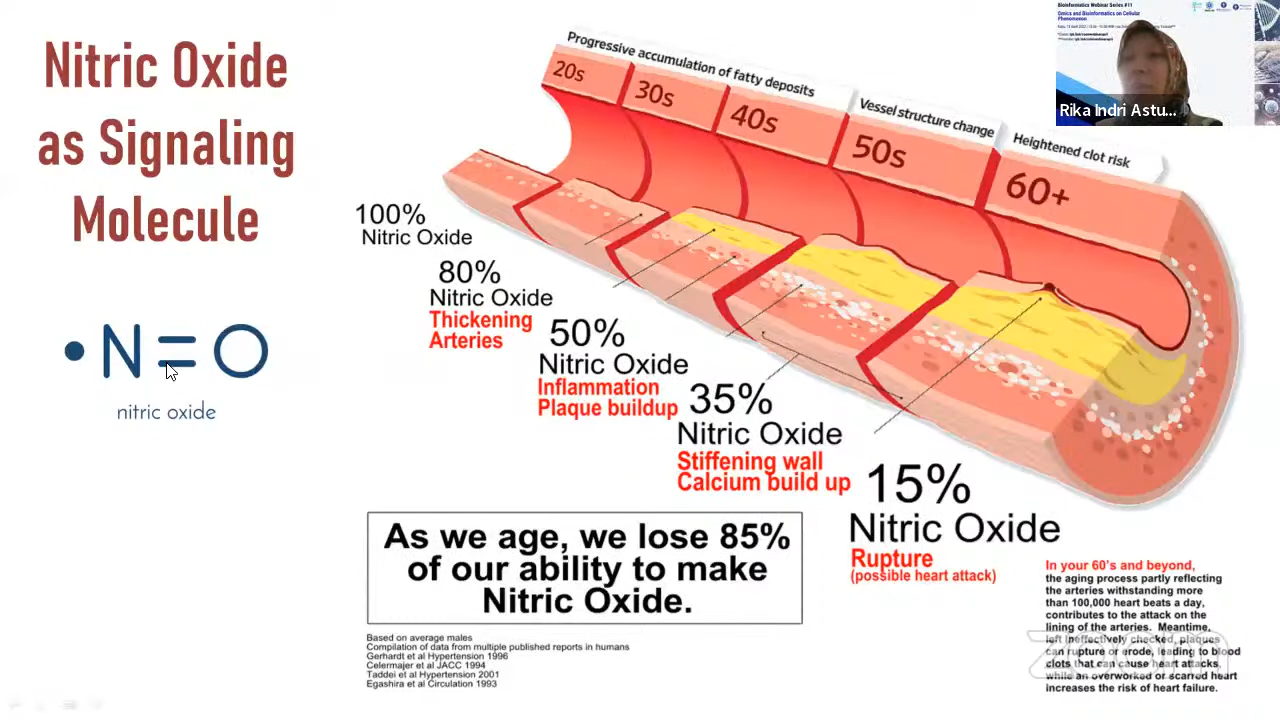 Nitric Oxide
as Signaling
Molecule
•N=O
nitric oxide
Progressive accumulation of fatty deposits
Vessel structure change
Heightened clot risk
20s
30s
40s
50s
60+
100%
Nitric Oxide
80%
Nitric Oxide
Thickening
Arteries
50%
Nitric Oxide
Inflammation
Plaque buildup
35%
Nitric Oxide
Stiffening wall
Calcium build up
15%
Nitric Oxide
Rupture
(possible heart attack)
As we age, we lose 85%
of our ability to make
Nitric Oxide.
Based on average males
Compilation of data from multiple published reports in humans
Gerhardt et al Hypertension 1996
Celermajer et al JACC 1994
Taddei et al Hypertension 2001
Egashira et al Circulation 1993
In your 60's and beyond,
the aging process partly reflecting
the arteries withstanding more
than 100,000 heart beats a day,
contributes to the attack on the
lining of the arteries. Meantime,
left ineffectively checked, plaques
can rupture or erode, leading to blood
clots that can cause heart attacks,
while an overworked or scarred heart
increases the risk of heart failure.
zoom
Bioinformatics Webinar Series #11
Omics and Bioinformatics on Cellular
Phenomenon
Rika Indri Astu...